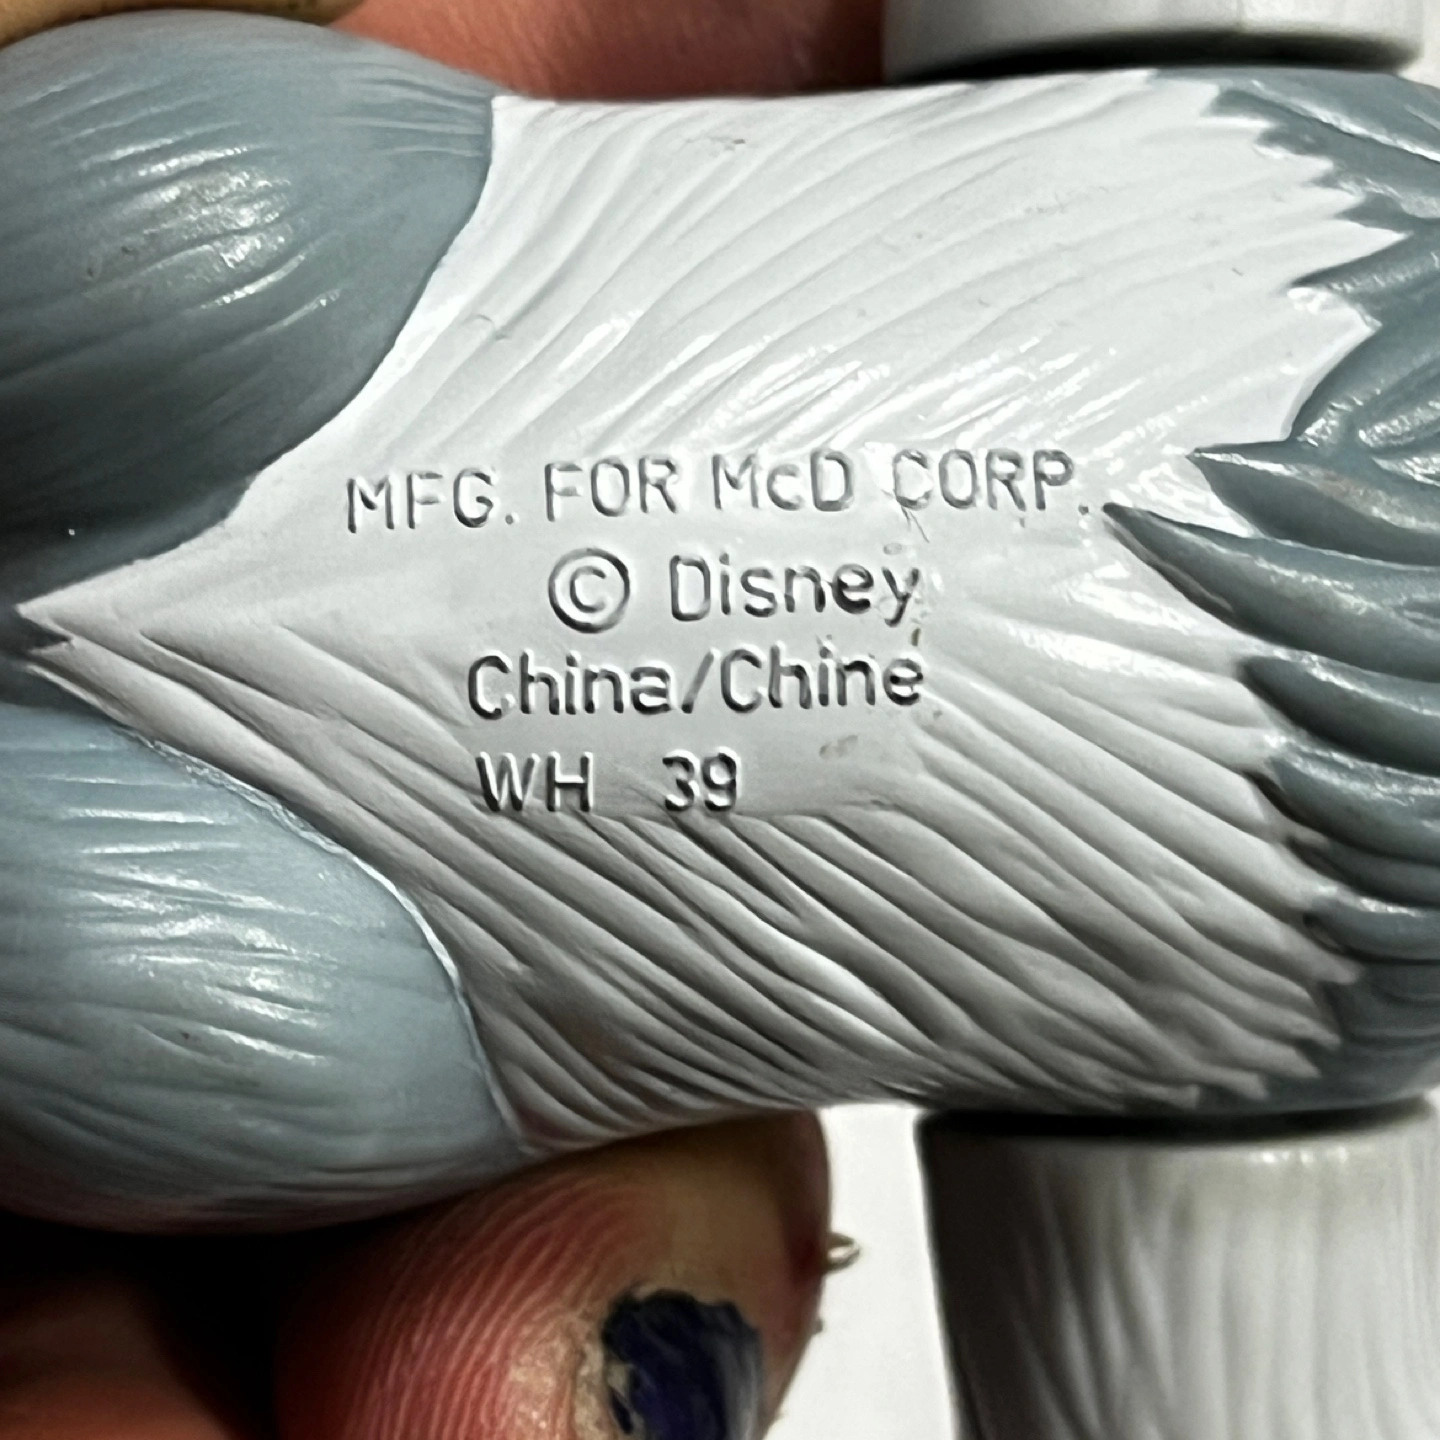 MFG. FOR McD CORP.
© Disney
China/Chine
WH 39